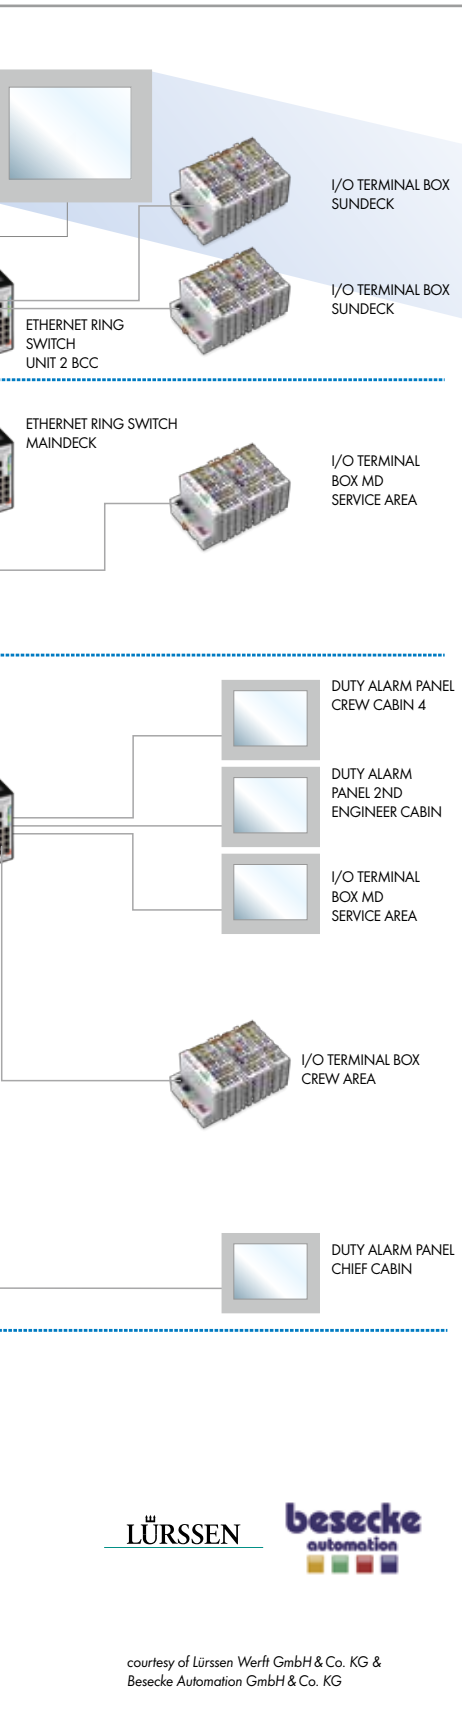 I/O TERMINAL BOX
SUNDECK
I/O TERMINAL BOX
SUNDECK
ETHERNET RING
SWITCH
UNIT 2 BCC
ETHERNET RING SWITCH
MAINDECK
I/O TERMINAL
BOX MD
SERVICE AREA
DUTY ALARM PANEL
CREW CABIN 4
DUTY ALARM
PANEL 2ND
ENGINEER CABIN
I/O TERMINAL
BOX MD
SERVICE AREA
I/O TERMINAL BOX
CREW AREA
DUTY ALARM PANEL
CHIEF CABIN
LÜRSSEN
besecke
automation
courtesy of Lürssen Werft GmbH & Co. KG &
Besecke Automation GmbH & Co. KG